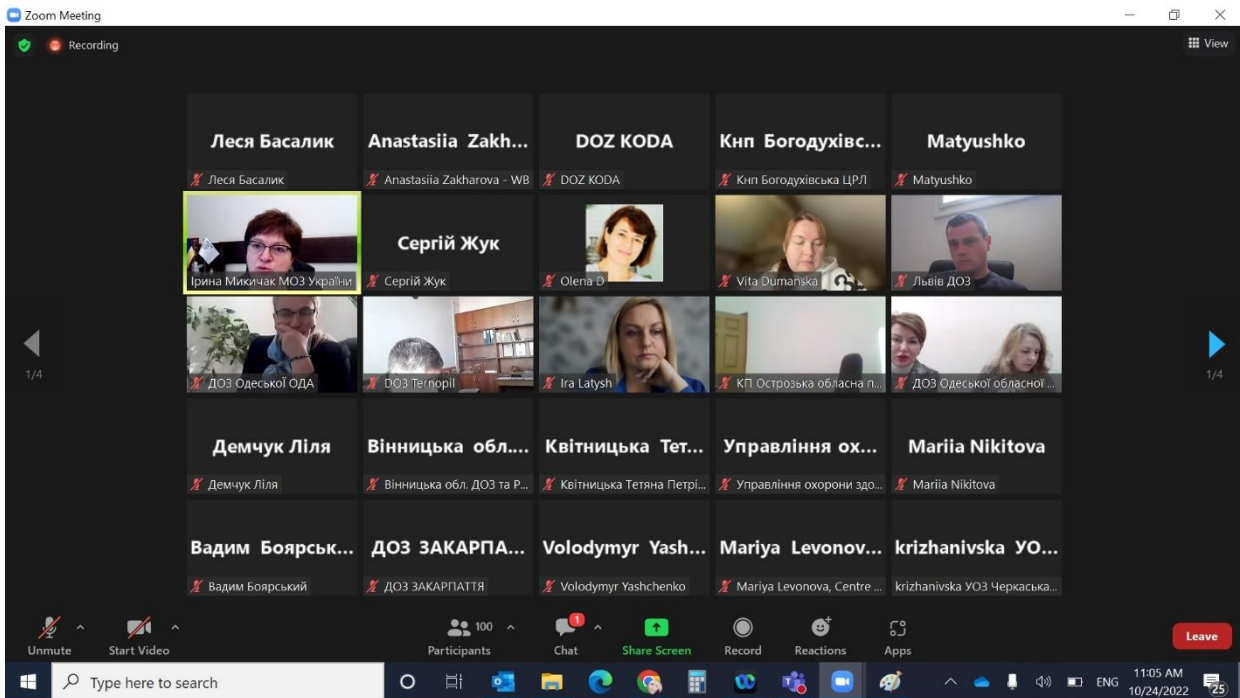 Zoom Meeting
Recording
View
Леся Басалик
Леся Басалик
Anastasiia Zakh...
Anastasiia Zakharova - WB
DOZ KODA
DOZ KODA
Кнп Богодухівс...
Кнп Богодухівська ЦРЛ
Matyushko
Matyushko
Ірина Микичак МОЗ України
Сергій Жук
Сергій Жук
Olena D
Vita Dumanska
Львів ДОЗ
ДОЗ Одеської ОДА
DOЗ Ternopil
Ira Latysh
КП Острозька обласна п...
ДОЗ Одеської обласної ...
1/4
1/4
Демчук Ліля
Демчук Ліля
Вінницька обл....
Вінницька обл. ДОЗ та Р...
Квітницька Тет...
Квітницька Тетяна Петрі...
Управління ох...
Управління охорони здо...
Mariia Nikitova
Mariia Nikitova
Вадим Боярськ...
Вадим Боярський
ДОЗ ЗАКАРПА...
ДОЗ ЗАКАРПАТТЯ
Volodymyr Yash...
Volodymyr Yashchenko
Mariya Levonov...
Mariya Levonova, Centre ...
krizhanivska УО...
krizhanivska УОЗ Черкаська...
Unmute
Start Video
100
Participants
1
Chat
Share Screen
Record
Reactions
Apps
Leave
Type here to search
ENG
11:05 AM
10/24/2022
25